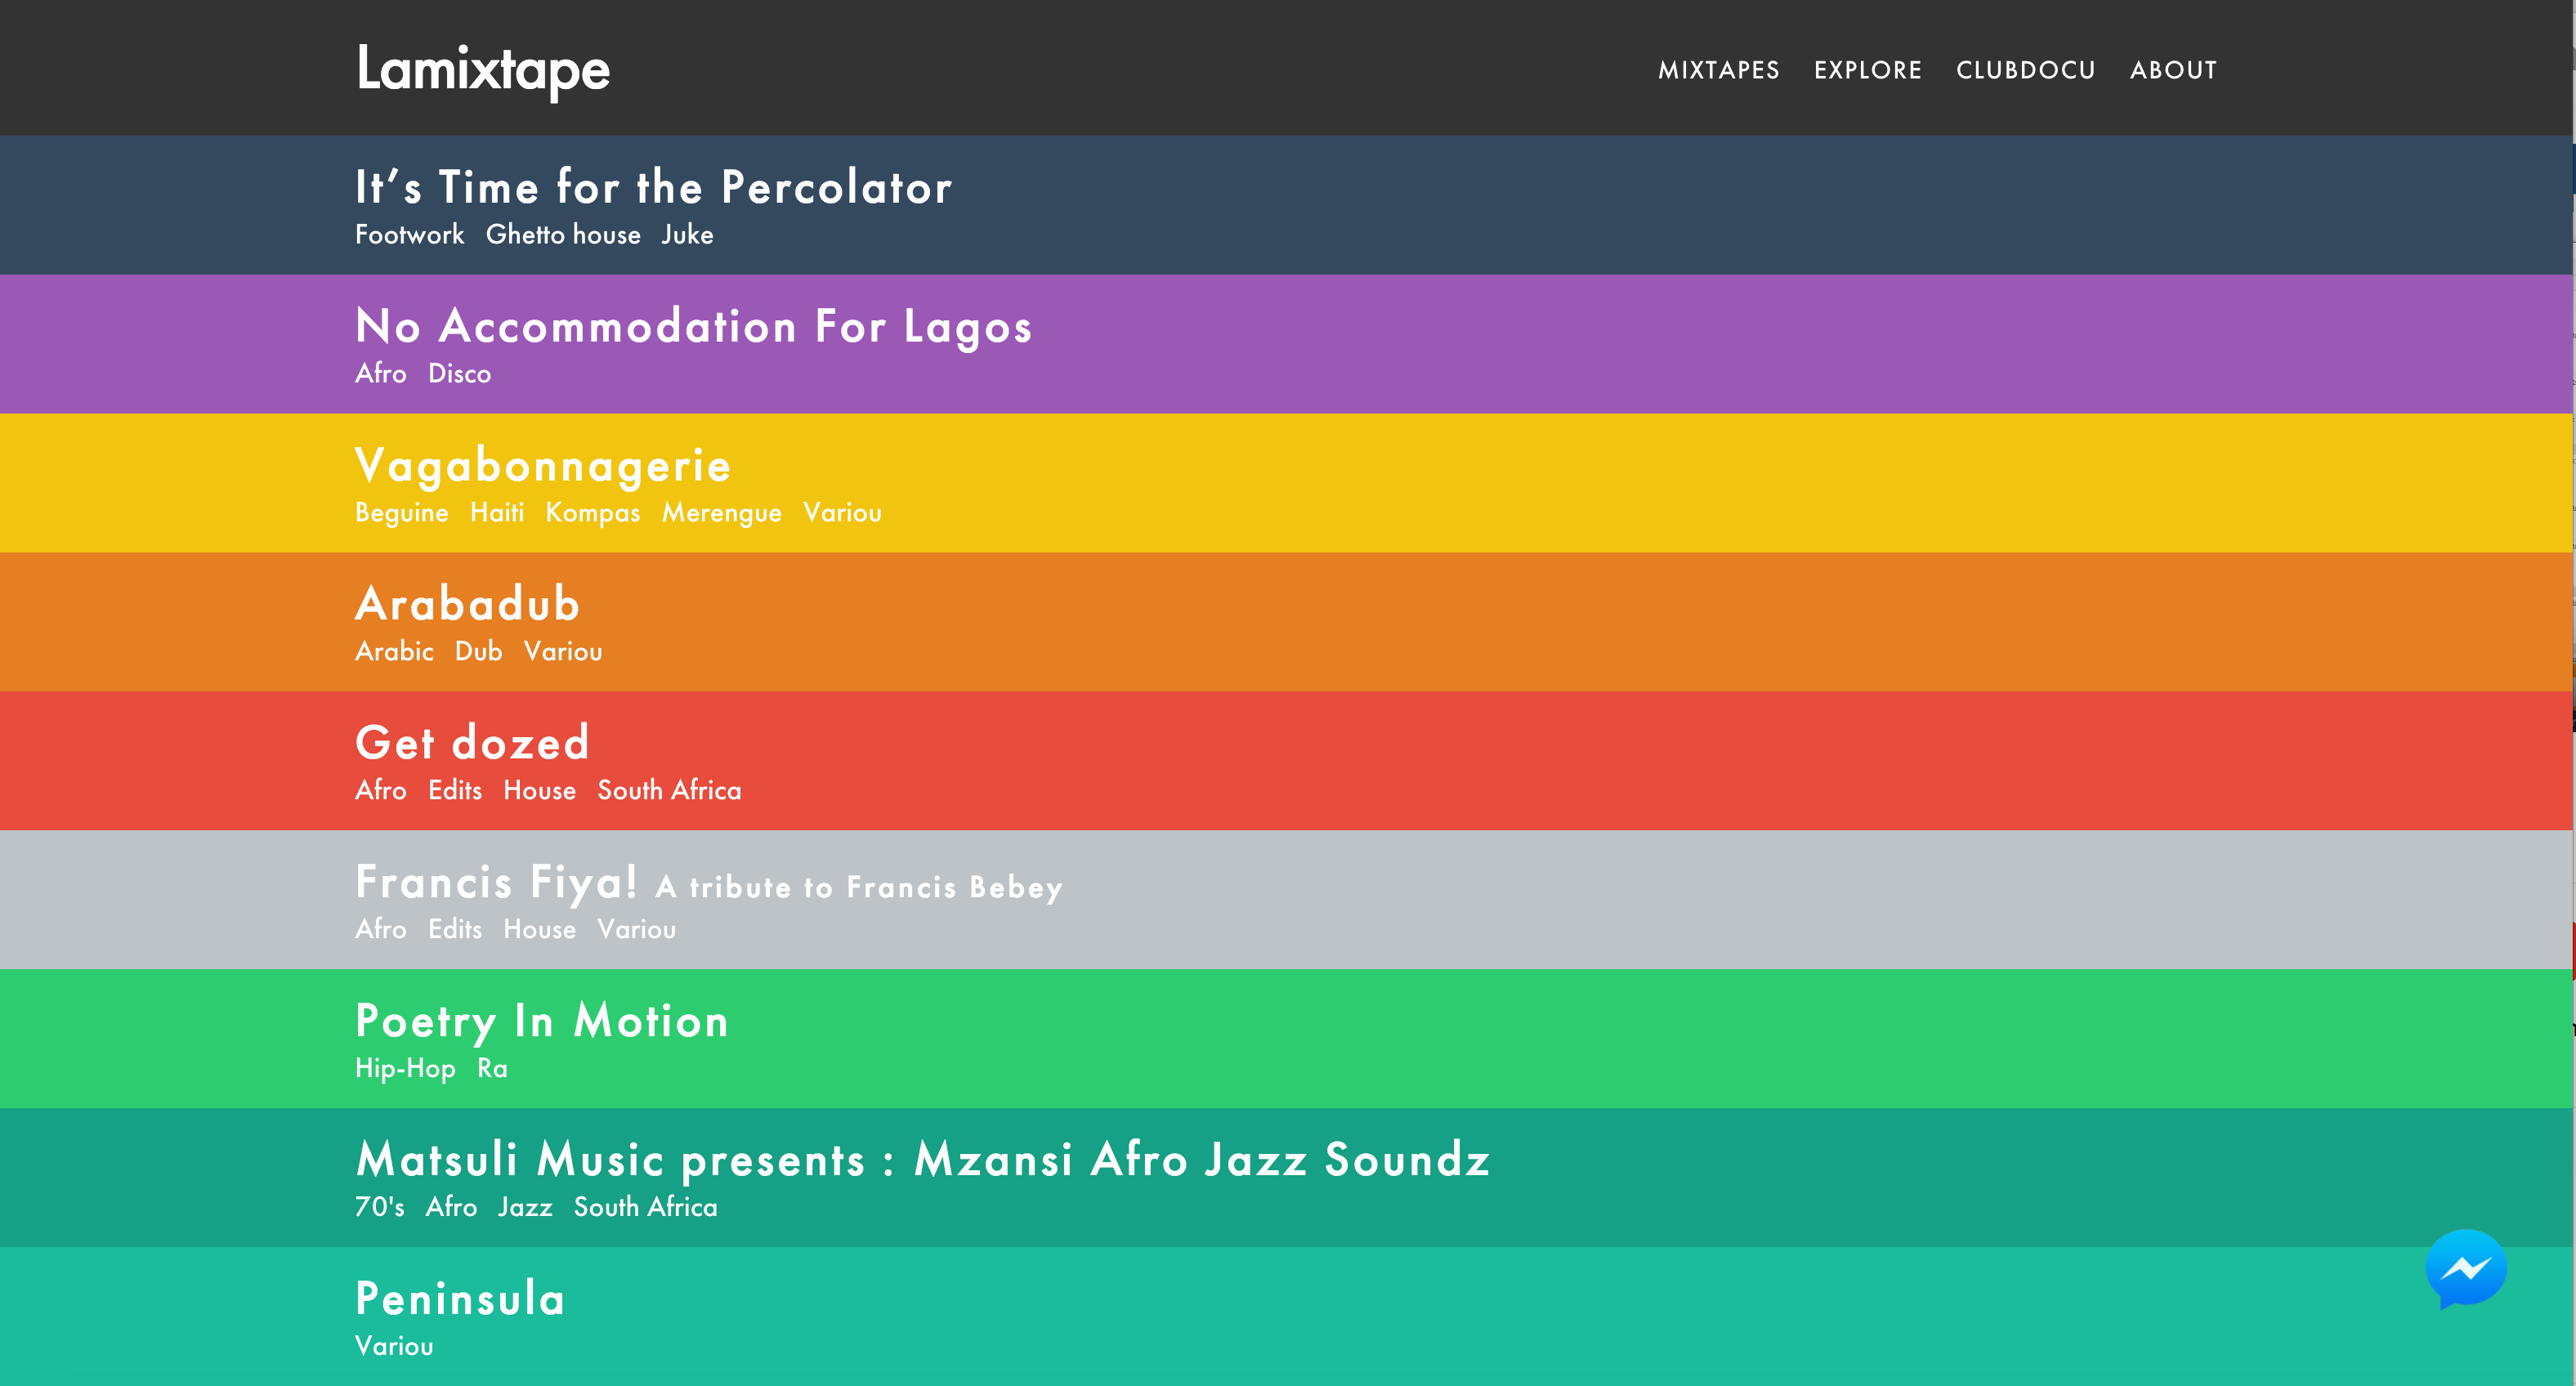 Lamixtape
MIXTAPES EXPLORE CLUBDOCU ABOUT
It’s Time for the Percolator
Footwork Ghetto house Juke
No Accommodation For Lagos
Afro Disco
Vagabonnagerie
Beguine Haiti Kompas Merengue Variou
Arabadub
Arabic Dub Variou
Get dozed
Afro Edits House South Africa
Francis Fiya! A tribute to Francis Bebey
Afro Edits House Variou
Poetry In Motion
Hip-Hop Ra
Matsuli Music presents : Mzansi Afro Jazz Soundz
70's Afro Jazz South Africa
Peninsula
Variou